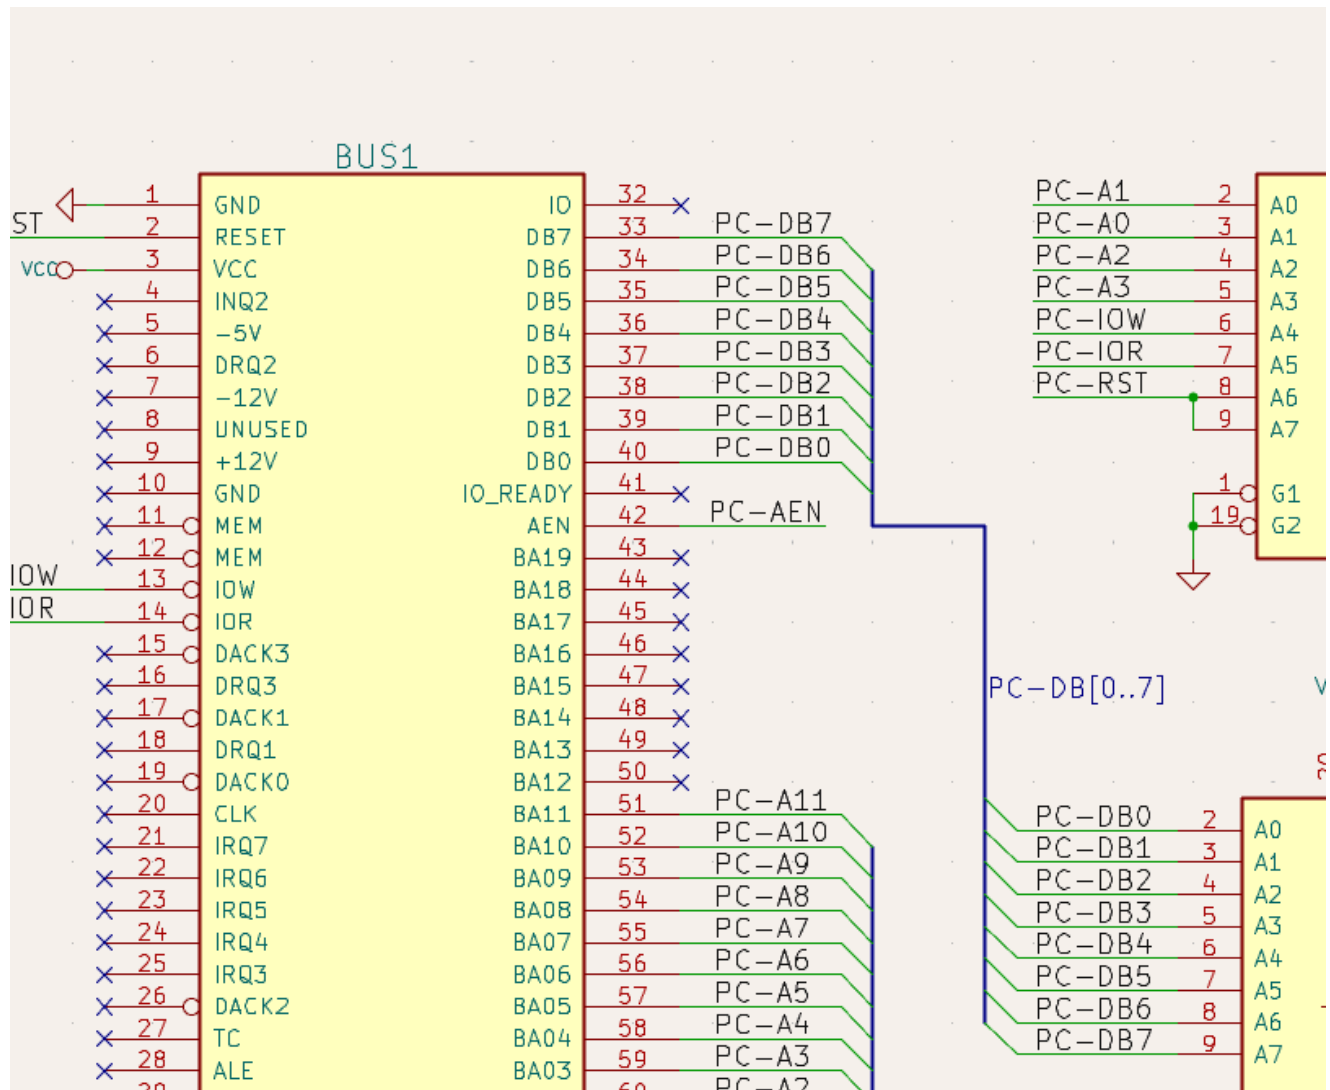 BUS1
1 GND IO 32
ST 2 RESET DB7 33 PC-DB7
VCC 3 VCC DB6 34 PC-DB6
4 INQ2 DB5 35 PC-DB5
5 -5V DB4 36 PC-DB4
6 DRQ2 DB3 37 PC-DB3
7 -12V DB2 38 PC-DB2
8 UNUSED DB1 39 PC-DB1
9 +12V DB0 40 PC-DB0
10 GND IO_READY 41
11 MEM AEN 42 PC-AEN
12 MEM BA19 43
IOW 13 IOW BA18 44
IOR 14 IOR BA17 45
15 DACK3 BA16 46
16 DRQ3 BA15 47
17 DACK1 BA14 48
18 DRQ1 BA13 49
19 DACK0 BA12 50
20 CLK BA11 51 PC-A11
21 IRQ7 BA10 52 PC-A10
22 IRQ6 BA09 53 PC-A9
23 IRQ5 BA08 54 PC-A8
24 IRQ4 BA07 55 PC-A7
25 IRQ3 BA06 56 PC-A6
26 DACK2 BA05 57 PC-A5
27 TC BA04 58 PC-A4
28 ALE BA03 59 PC-A3
PC-A2
PC-A1 2 A0
PC-A0 3 A1
PC-A2 4 A2
PC-A3 5 A3
PC-IOW 6 A4
PC-IOR 7 A5
PC-RST 8 A6
9 A7
1 G1
19 G2
PC-DB[0..7]
PC-DB0 2 A0
PC-DB1 3 A1
PC-DB2 4 A2
PC-DB3 5 A3
PC-DB4 6 A4
PC-DB5 7 A5
PC-DB6 8 A6
PC-DB7 9 A7